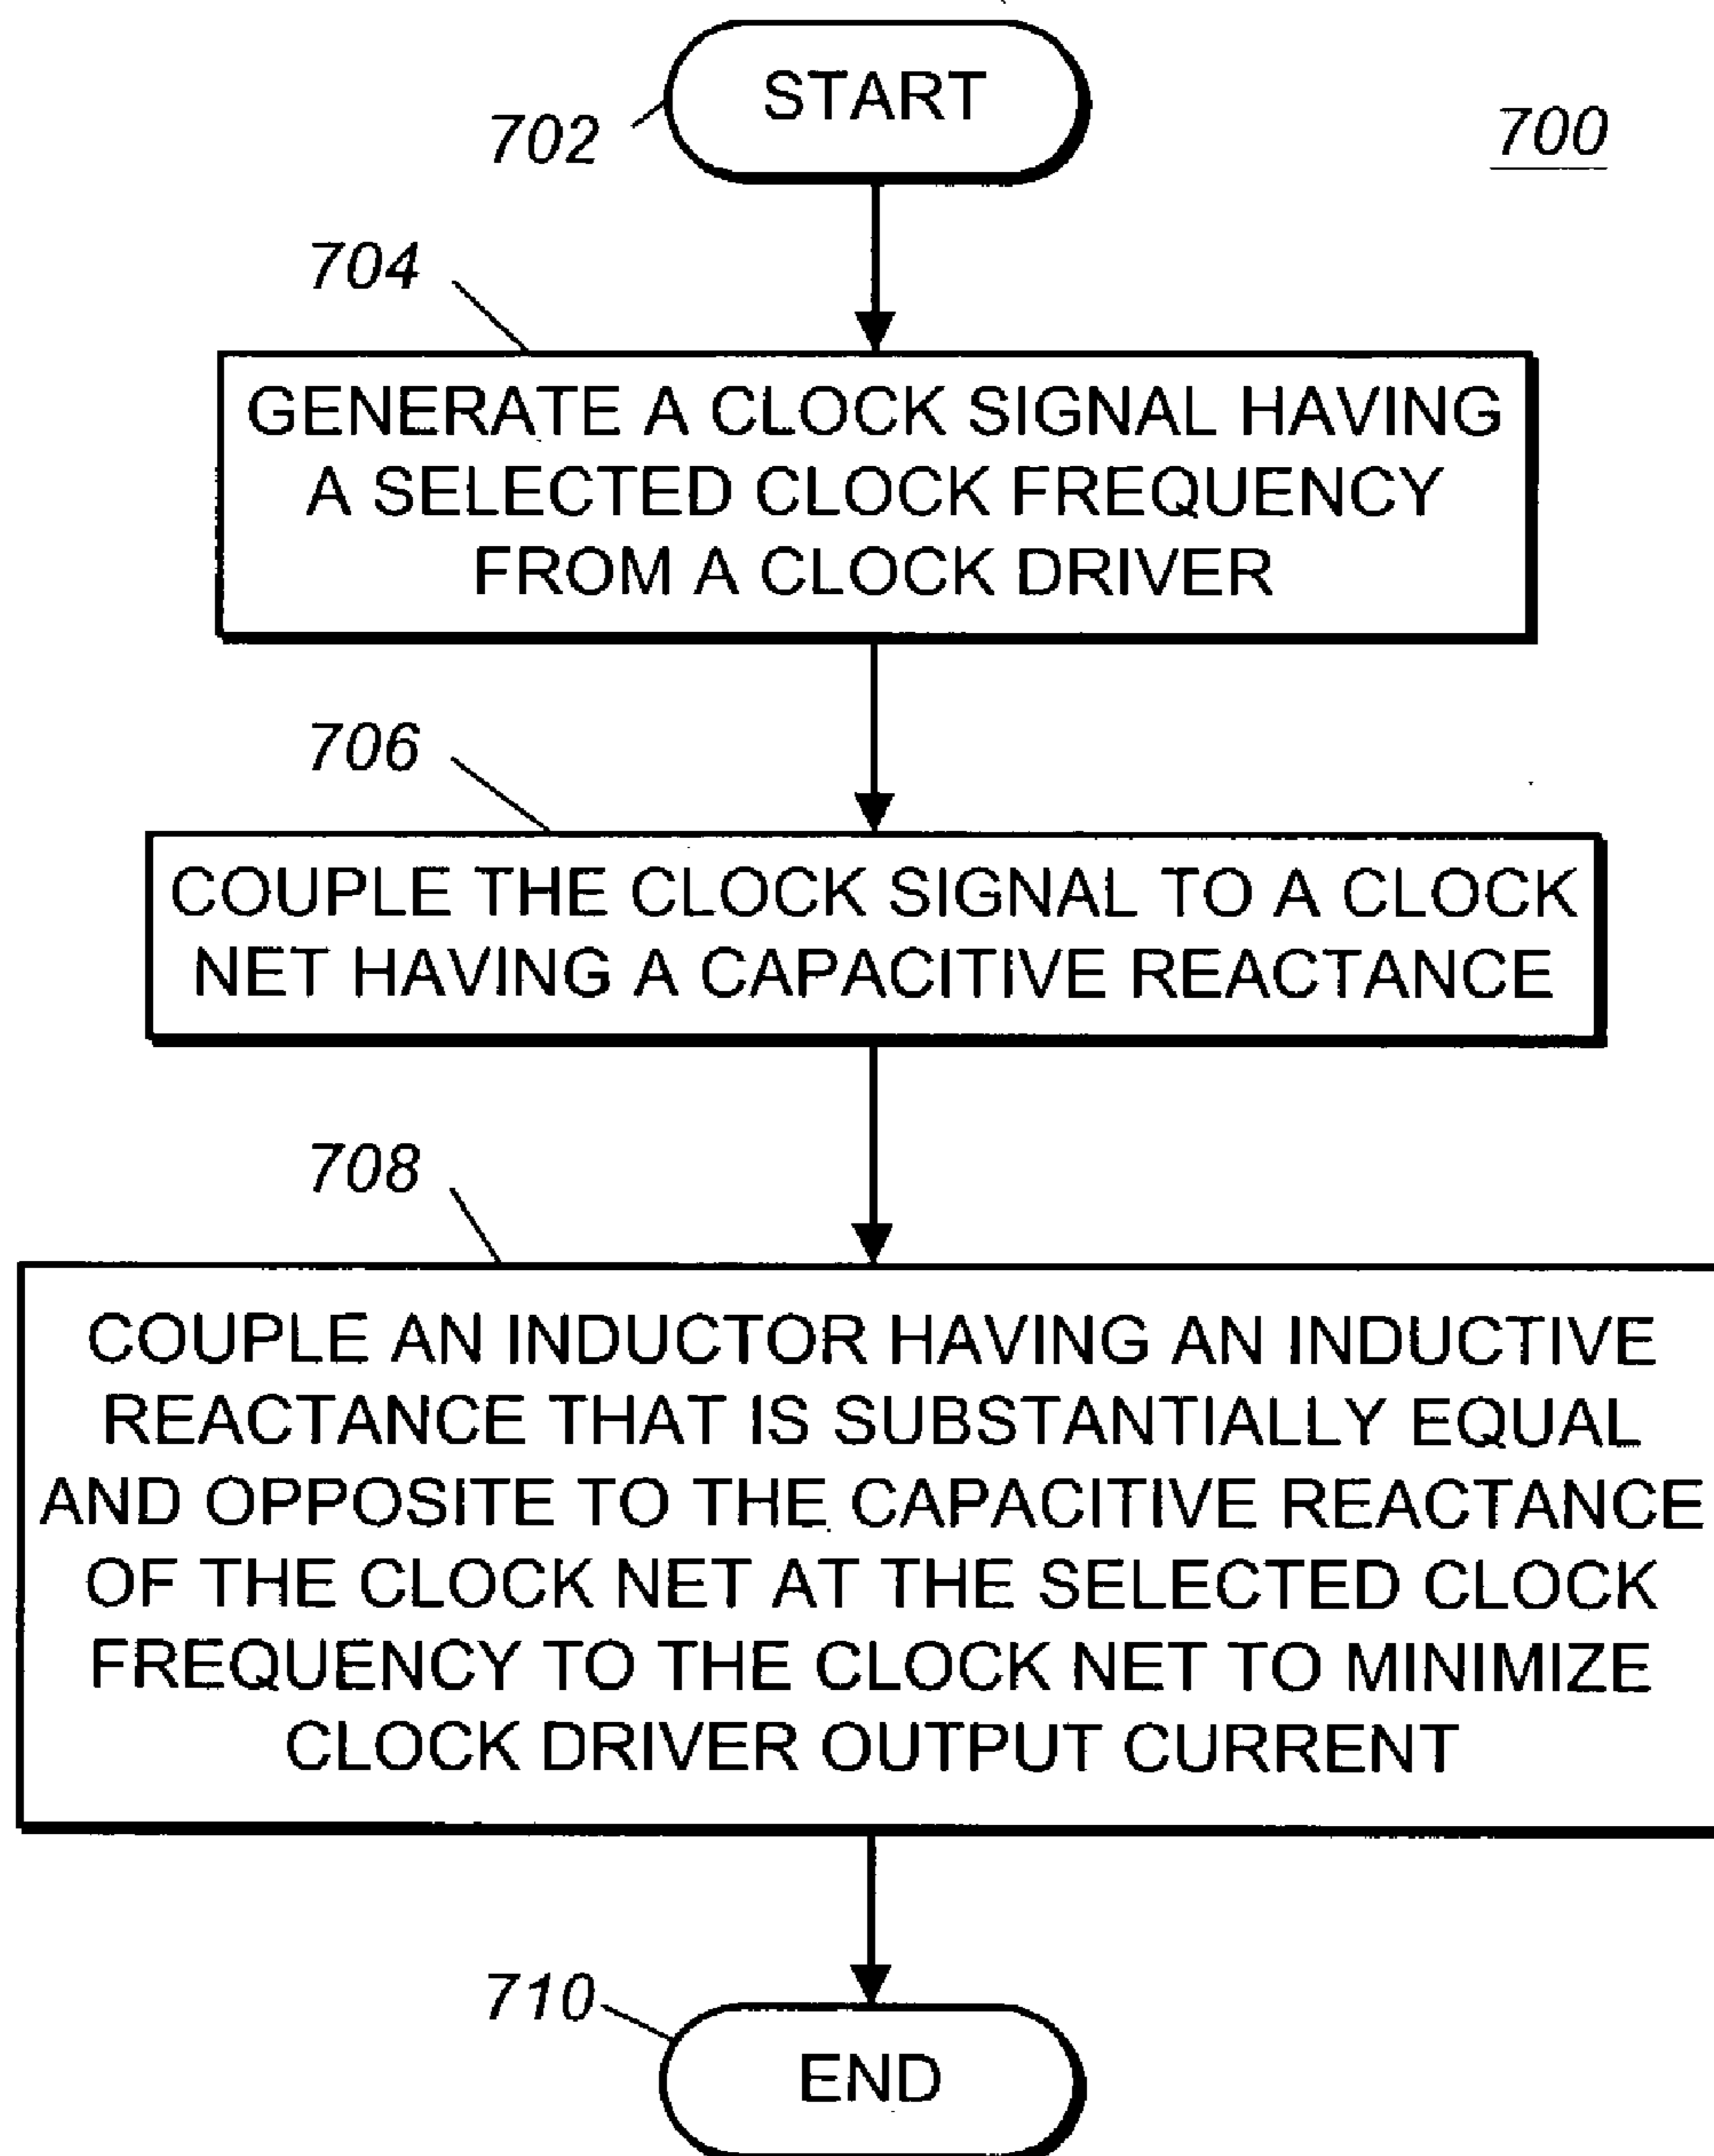 START
702
700
704
GENERATE A CLOCK SIGNAL HAVING
A SELECTED CLOCK FREQUENCY
FROM A CLOCK DRIVER
706
COUPLE THE CLOCK SIGNAL TO A CLOCK
NET HAVING A CAPACITIVE REACTANCE
708
COUPLE AN INDUCTOR HAVING AN INDUCTIVE
REACTANCE THAT IS SUBSTANTIALLY EQUAL
AND OPPOSITE TO THE CAPACITIVE REACTANCE
OF THE CLOCK NET AT THE SELECTED CLOCK
FREQUENCY TO THE CLOCK NET TO MINIMIZE
CLOCK DRIVER OUTPUT CURRENT
710
END